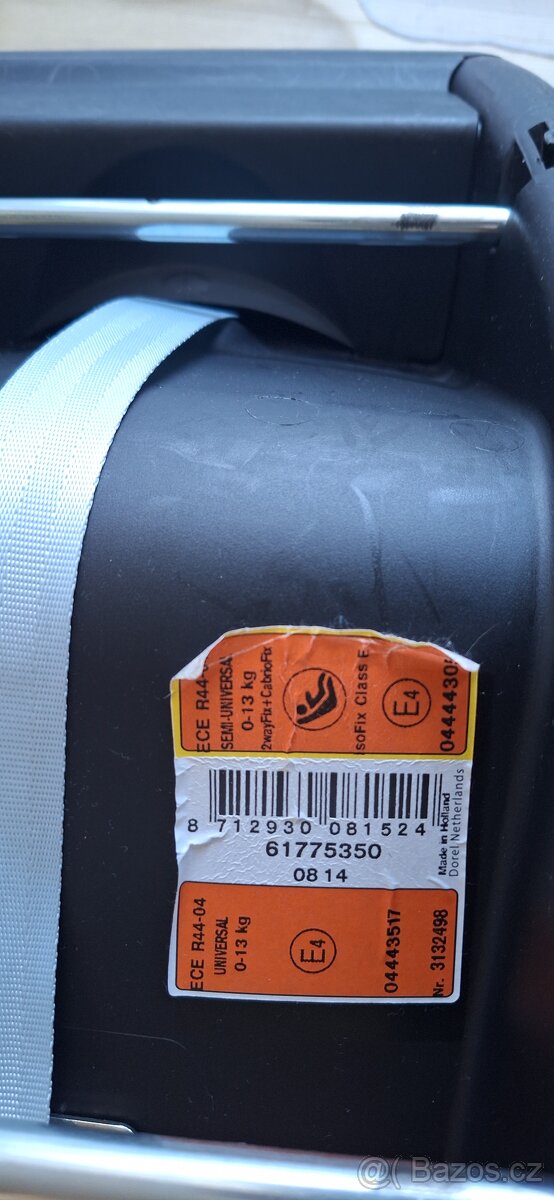 ECE R44-
SEMI-UNIVERSA
0-13 kg
2wayFix+CabrioFix
soFix Class E
E4
0444430
8 712930 081524
61775350
08 14
Made in Holland
Dorel Netherlands
ECE R44-04
UNIVERSAL
0-13 kg
E4
04443517
Nr. 3132498
Bazos.cz